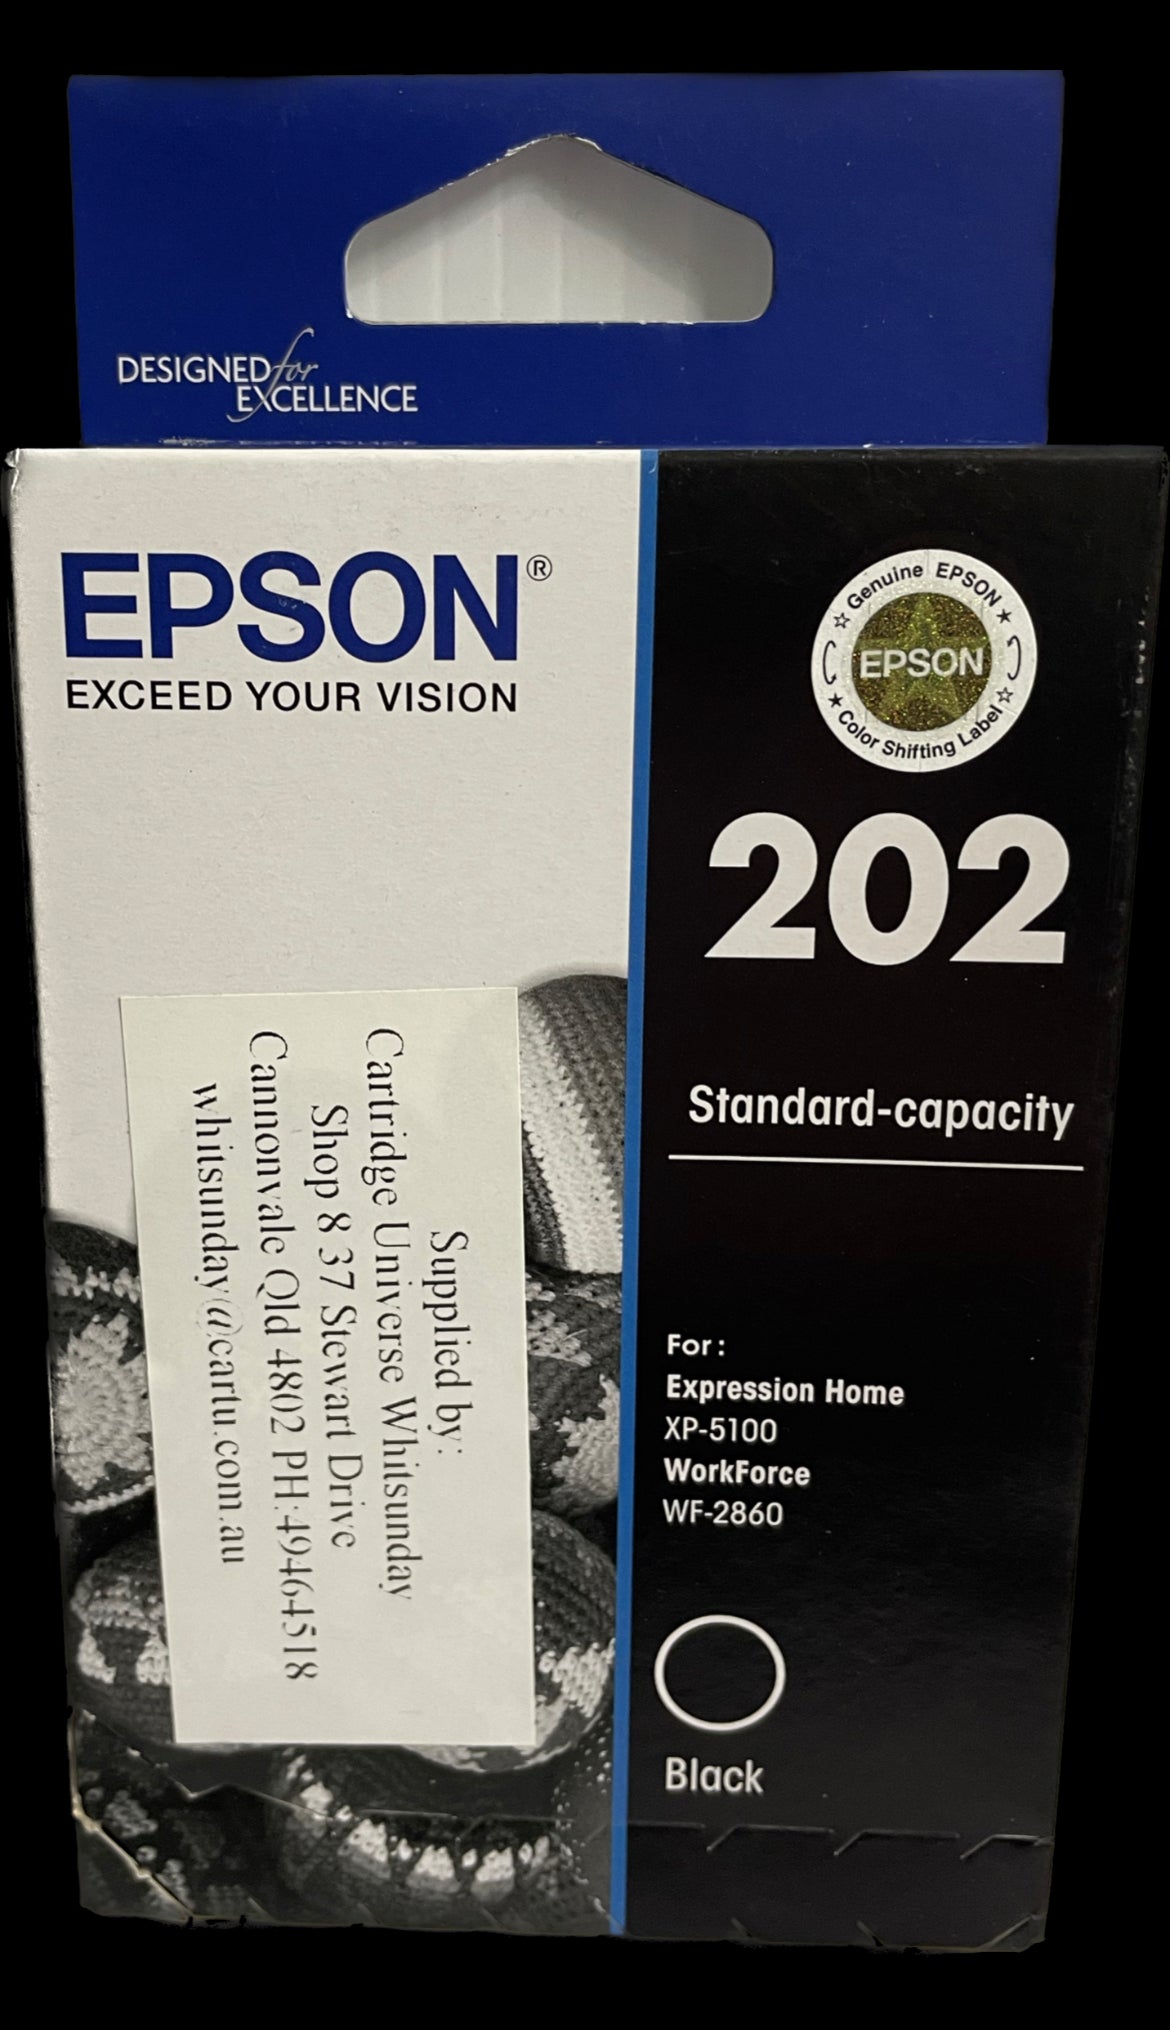 DESIGNED for
EXCELLENCE
EPSON®
EXCEED YOUR VISION
Genuine EPSON
EPSON
Color Shifting Label
202
Standard-capacity
Supplied by:
Cartridge Universe Whitsunday
Shop 8 37 Stewart Drive
Cannonvale Qld 4802 PH:49464518
whitsunday@cartu.com.au
For :
Expression Home
XP-5100
WorkForce
WF-2860
Black